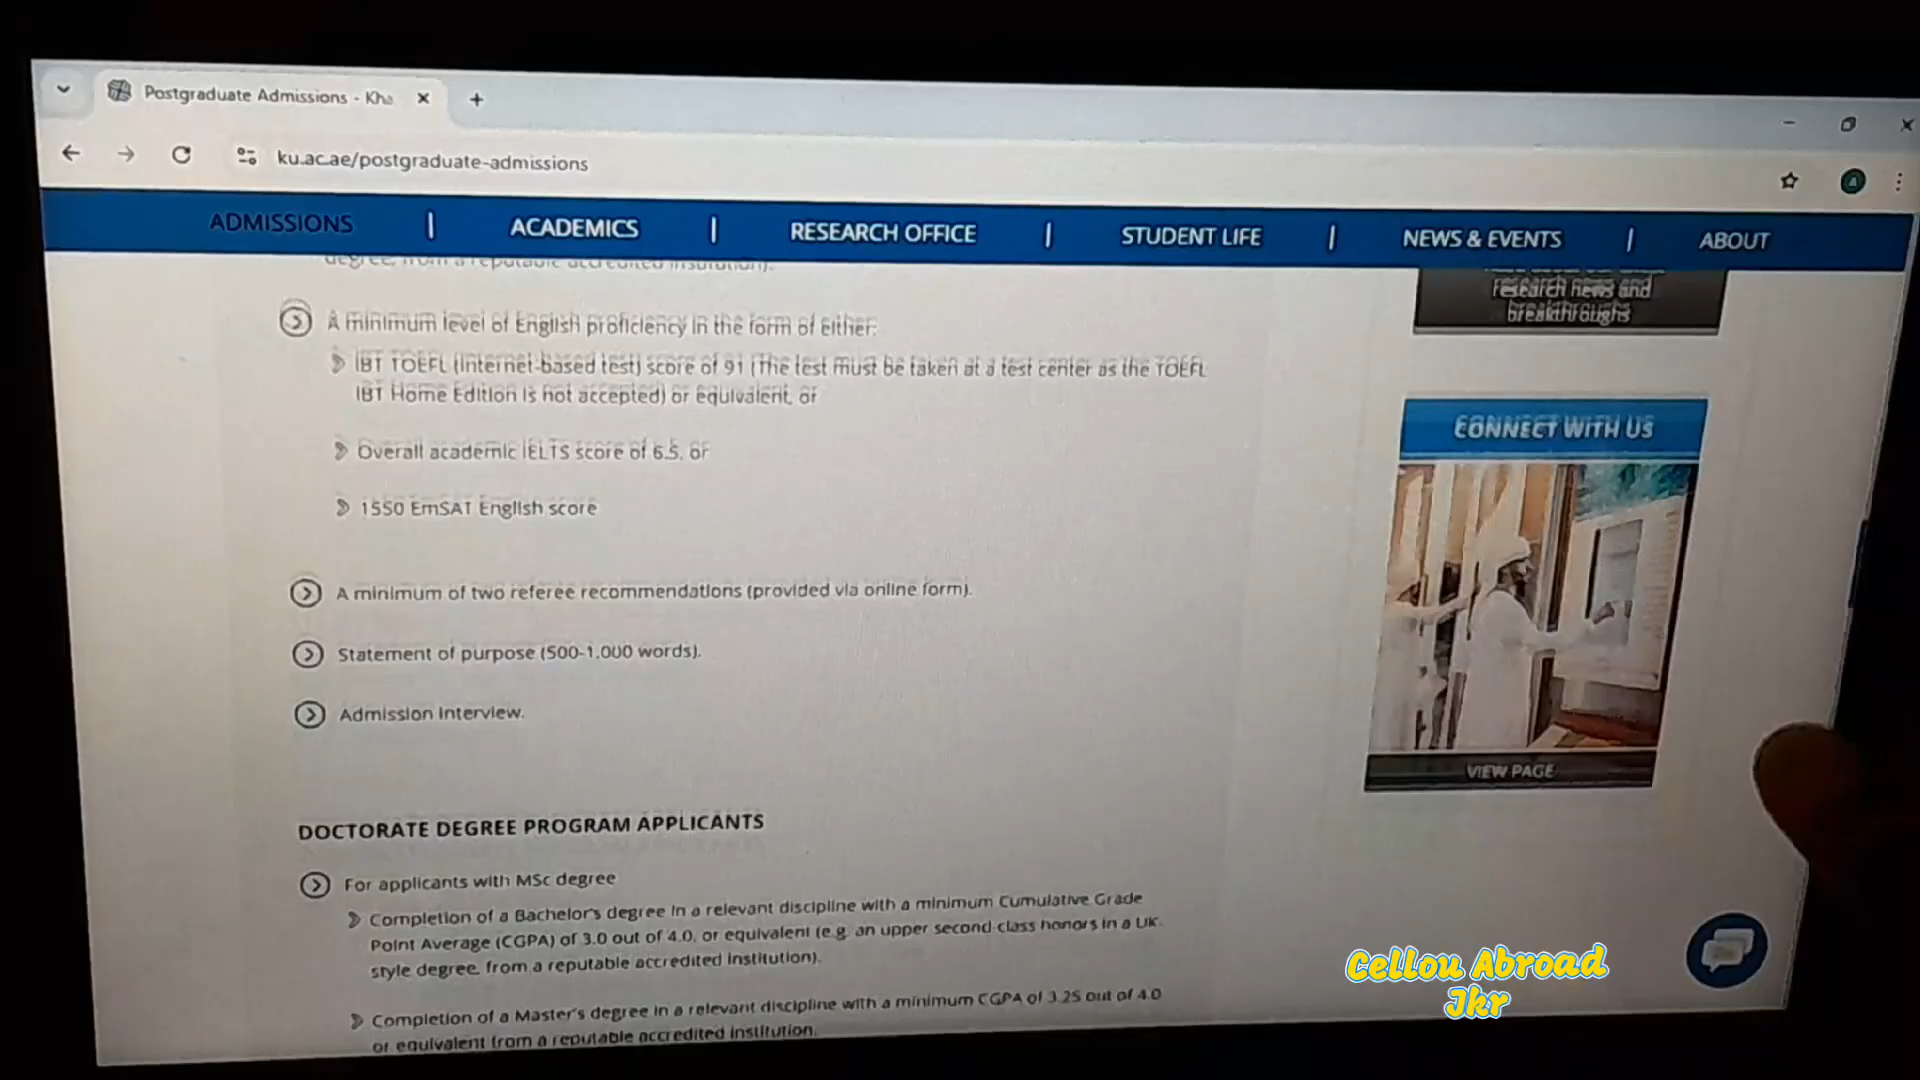 Postgraduate Admissions - Kha
ku.ac.ae/postgraduate-admissions
ADMISSIONS | ACADEMICS | RESEARCH OFFICE | STUDENT LIFE | NEWS & EVENTS | ABOUT
degree, from a reputable accredited institution).
A minimum level of English proficiency in the form of either:
IBT TOEFL (Internet-based test) score of 91 (The test must be taken at a test center as the TOEFL
IBT Home Edition is not accepted) or equivalent, or
Overall academic IELTS score of 6.5, or
1550 EmSAT English score
A minimum of two referee recommendations (provided via online form).
Statement of purpose (500-1,000 words).
Admission Interview.
DOCTORATE DEGREE PROGRAM APPLICANTS
For applicants with MSc degree
Completion of a Bachelor's degree in a relevant discipline with a minimum Cumulative Grade
Point Average (CGPA) of 3.0 out of 4.0, or equivalent (e.g. an upper second class honors in a UK-
style degree, from a reputable accredited institution).
Completion of a Master's degree in a relevant discipline with a minimum CGPA of 3.25 out of 4.0
or equivalent from a reputable accredited institution.
research news and
breakthroughs
CONNECT WITH US
VIEW PAGE
A
Cellou Abroad
Jkr